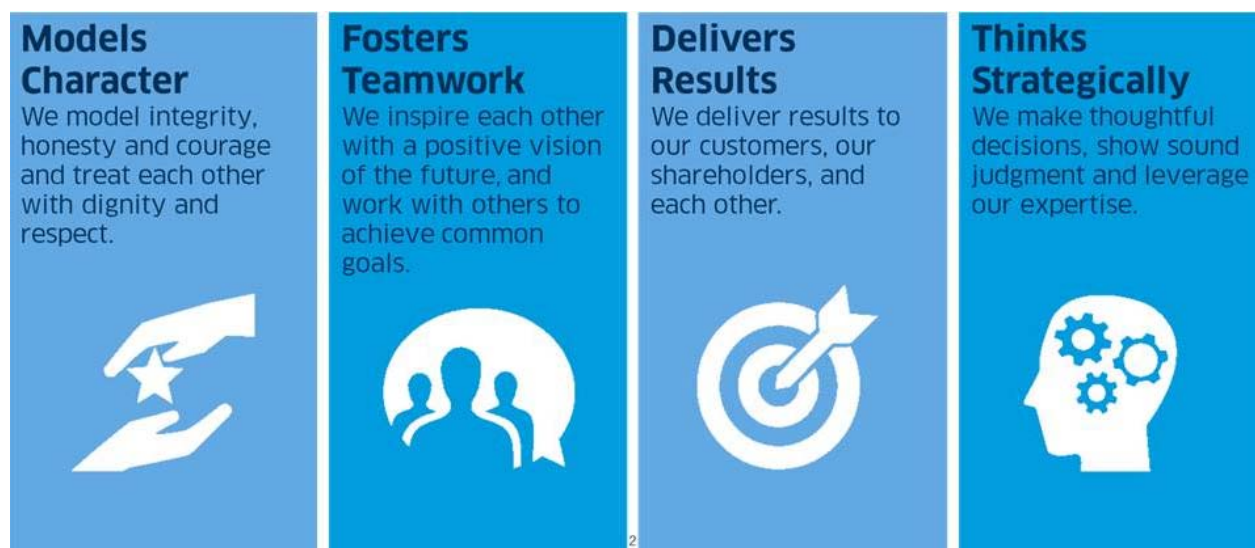 Models
Character
We model integrity,
honesty and courage
and treat each other
with dignity and
respect.
Fosters
Teamwork
We inspire each other
with a positive vision
of the future, and
work with others to
achieve common
goals.
Delivers
Results
We deliver results to
our customers, our
shareholders, and
each other.
Thinks
Strategically
We make thoughtful
decisions, show sound
judgment and leverage
our expertise.
2